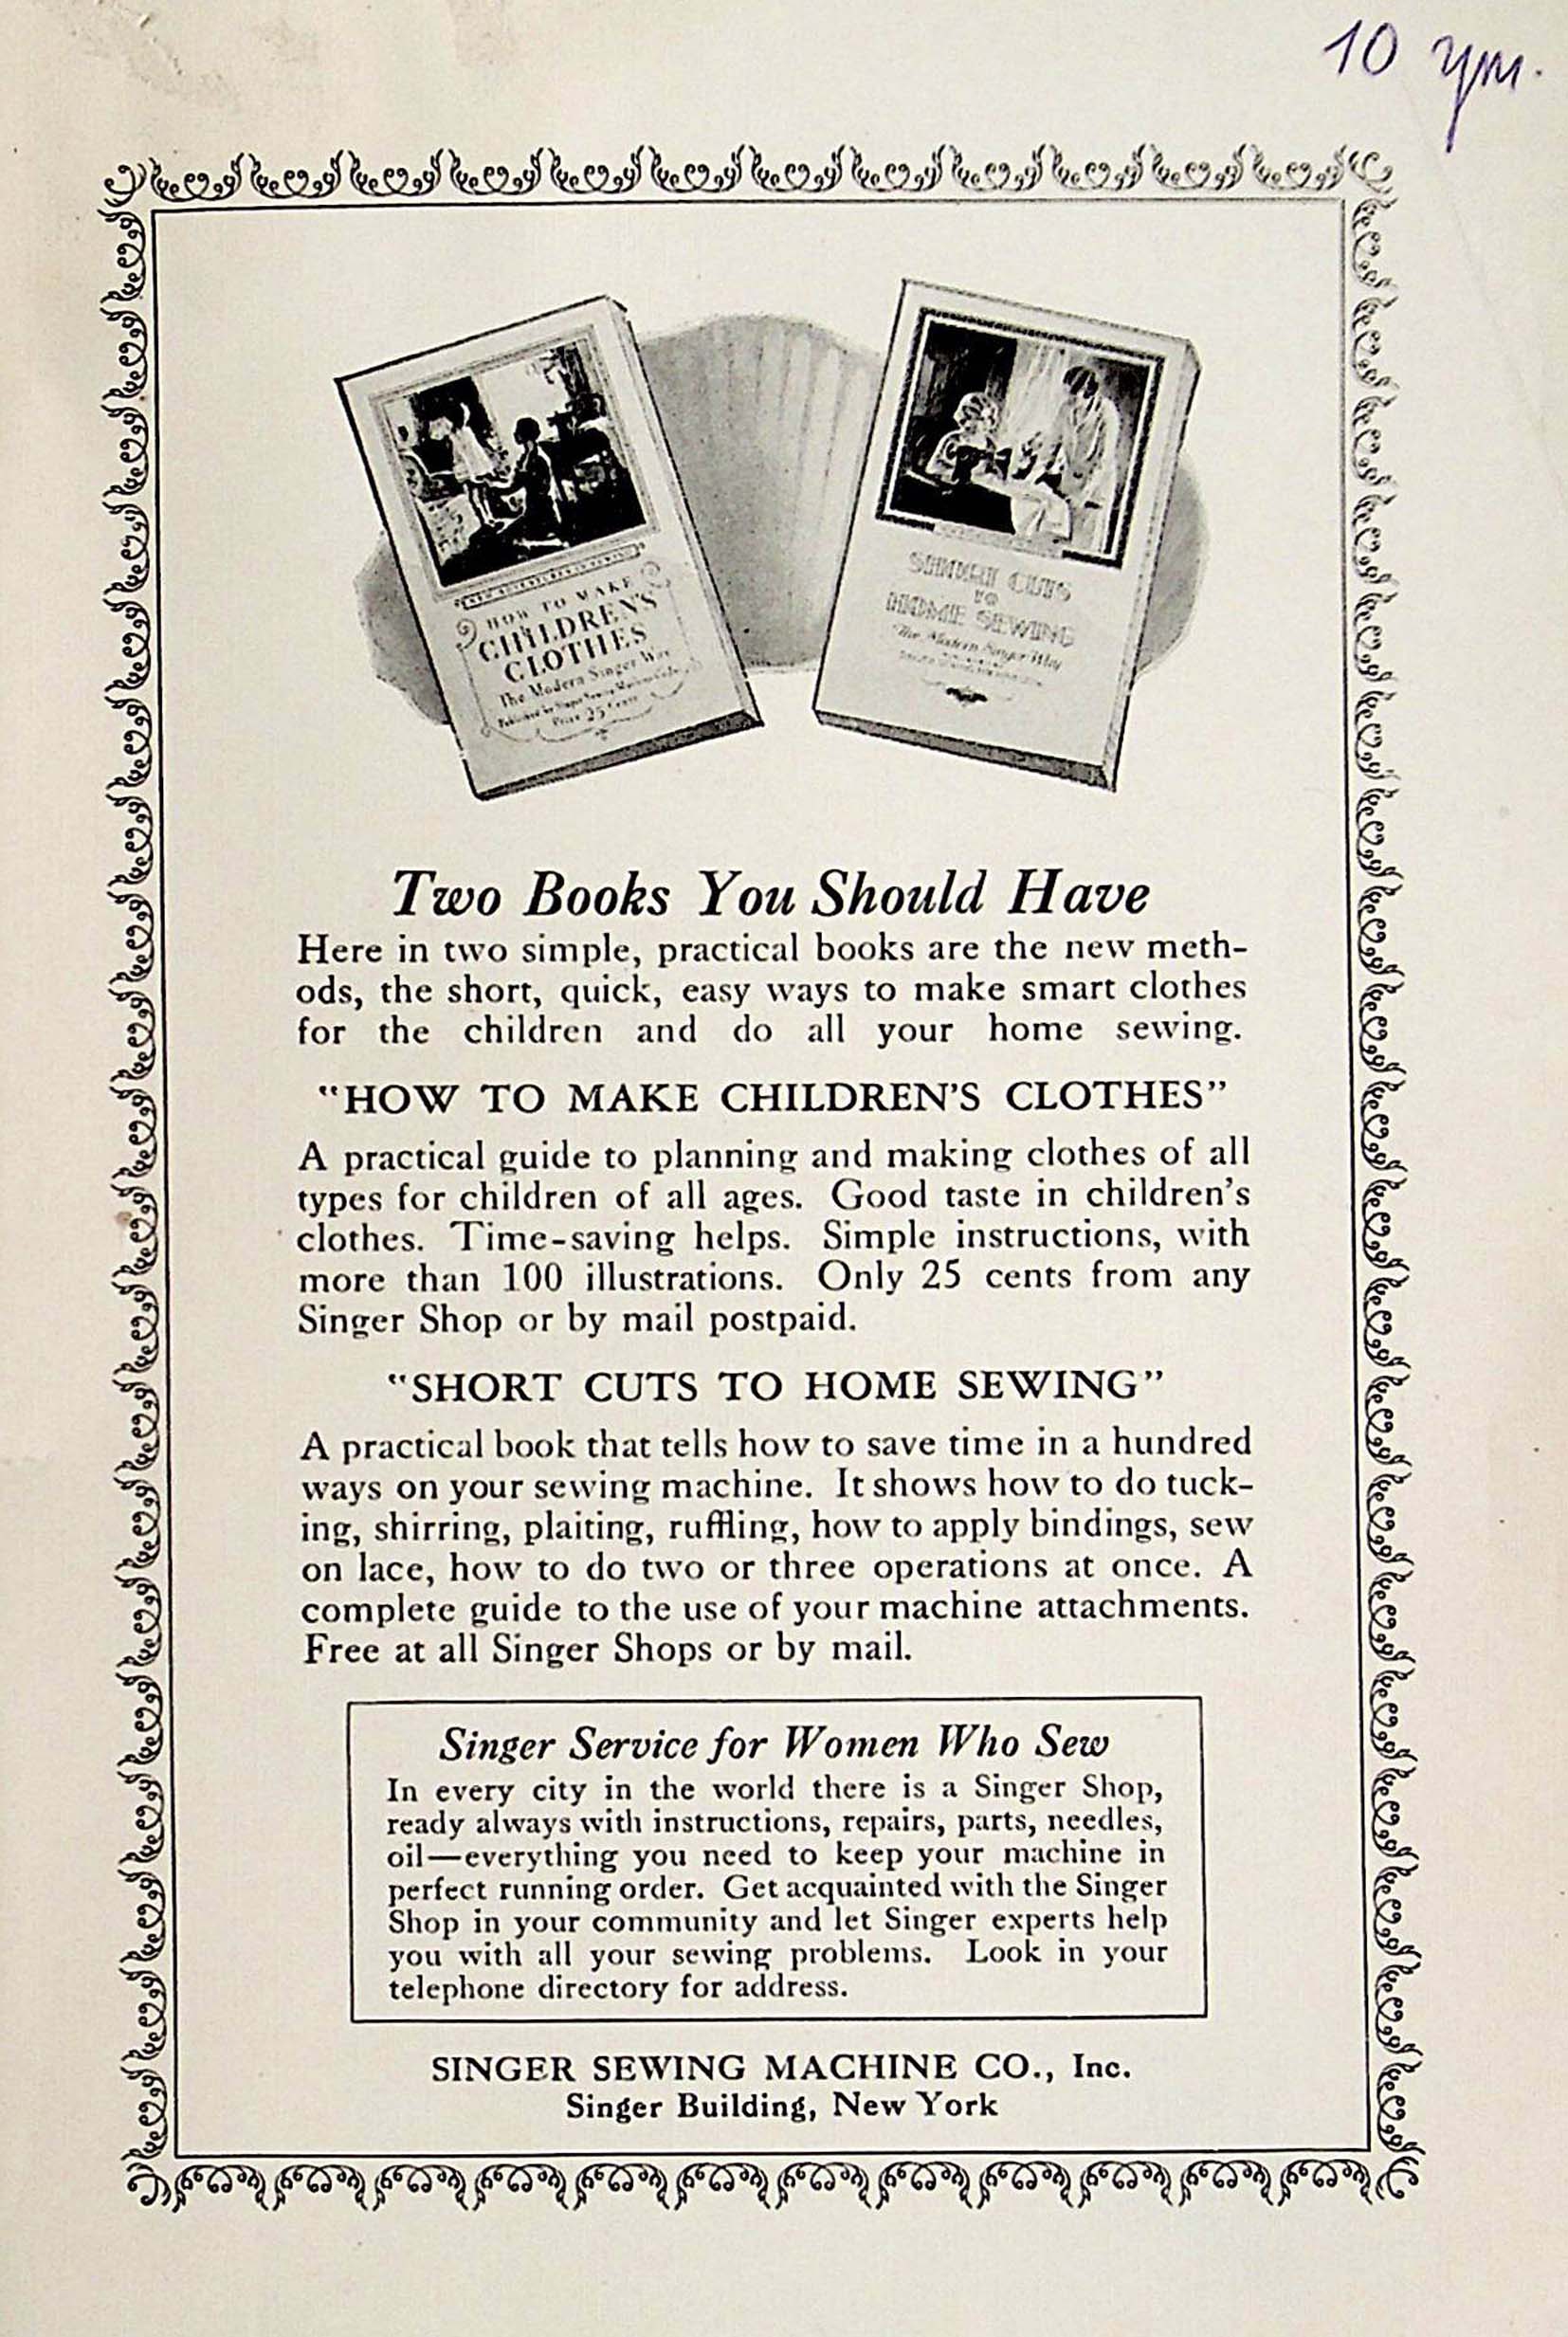 10
HOW TO MAKE
CHILDREN'S
CLOTHES
The Modern Singer Way
Published by Singer Sewing Machine
Price 25 Cents
SHORT CUTS
TO
HOME SEWING
The Modern Singer Way
Two Books You Should Have
Here in two simple, practical books are the new meth-
ods, the short, quick, easy ways to make smart clothes
for the children and do all your home sewing.
"HOW TO MAKE CHILDREN'S CLOTHES"
A practical guide to planning and making clothes of all
types for children of all ages. Good taste in children's
clothes. Time-saving helps. Simple instructions, with
more than 100 illustrations. Only 25 cents from any
Singer Shop or by mail postpaid.
"SHORT CUTS TO HOME SEWING"
A practical book that tells how to save time in a hundred
ways on your sewing machine. It shows how to do tuck-
ing, shirring, plaiting, ruffling, how to apply bindings, sew
on lace, how to do two or three operations at once. A
complete guide to the use of your machine attachments.
Free at all Singer Shops or by mail.
Singer Service for Women Who Sew
In every city in the world there is a Singer Shop,
ready always with instructions, repairs, parts, needles,
oil—everything you need to keep your machine in
perfect running order. Get acquainted with the Singer
Shop in your community and let Singer experts help
you with all your sewing problems. Look in your
telephone directory for address.
SINGER SEWING MACHINE CO., Inc.
Singer Building, New York